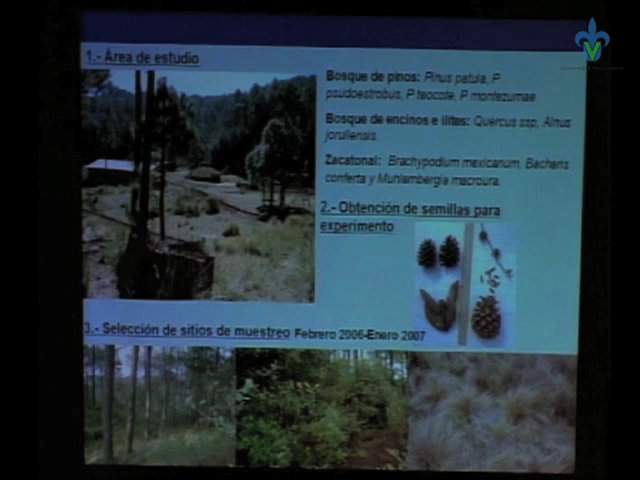 1.- Área de estudio
Bosque de pinos: Pinus patula, P
psudoestrobus, P teocote, P montezumae
Bosque de encinos e ilites: Quercus ssp, Alnus
jorullensis.
Zacatonal: Brachypodium mexicanum, Bacharis
conferta y Muhlembergia macroura.
2.- Obtención de semillas para
experimento
3.- Selección de sitios de muestreo Febrero 2006-Enero 2007